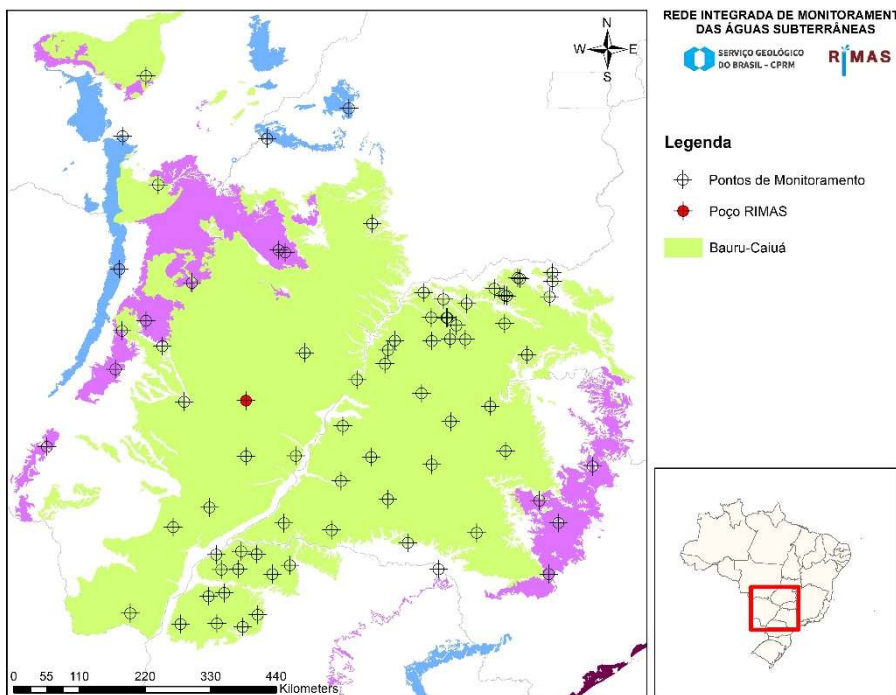 REDE INTEGRADA DE MONITORAMENT
DAS ÁGUAS SUBTERRÂNEAS
SERVIÇO GEOLÓGICO
DO BRASIL - CPRM
RIMAS
N
W E
S
Legenda
Pontos de Monitoramento
Poço RIMAS
Bauru-Caiuá
0 55 110 220 330 440
Kilometers